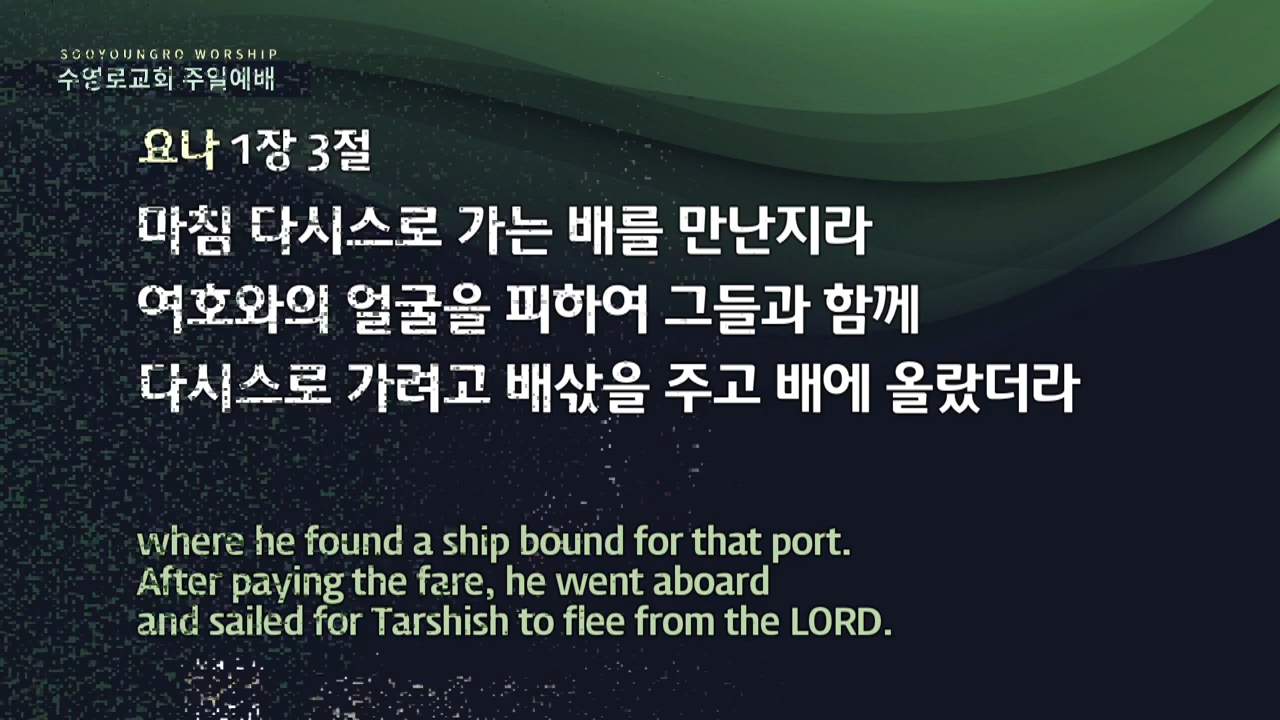 SOOYOUNGRO WORSHIP
수영로교회 주일예배
요나 1장 3절
마침 다시스로 가는 배를 만난지라
여호와의 얼굴을 피하여 그들과 함께
다시스로 가려고 배삯을 주고 배에 올랐더라
where he found a ship bound for that port.
After paying the fare, he went aboard
and sailed for Tarshish to flee from the LORD.